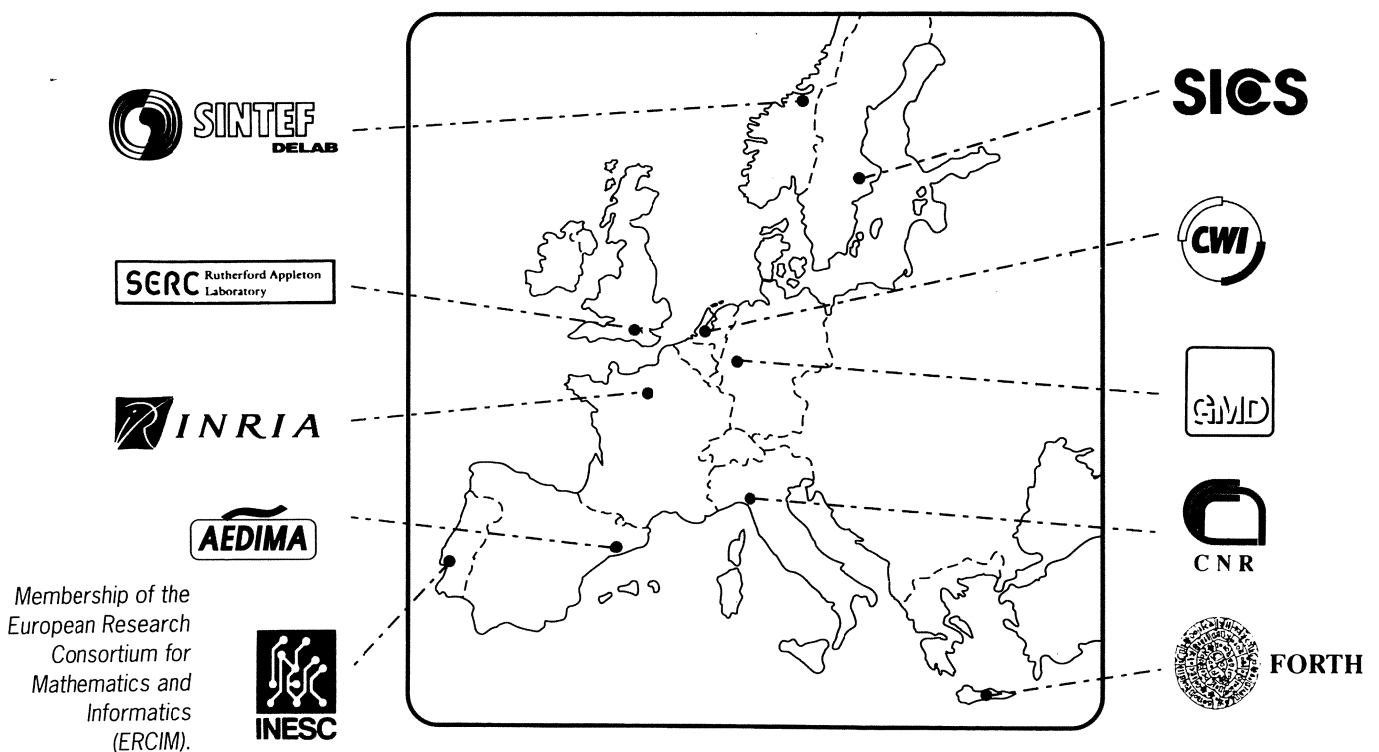 SINTEF
DELAB
SERC Rutherford Appleton
Laboratory
INRIA
AEDIMA
Membership of the
European Research
Consortium for
Mathematics and
Informatics
(ERCIM).
INESC
SICS
CWI
GMD
CNR
FORTH